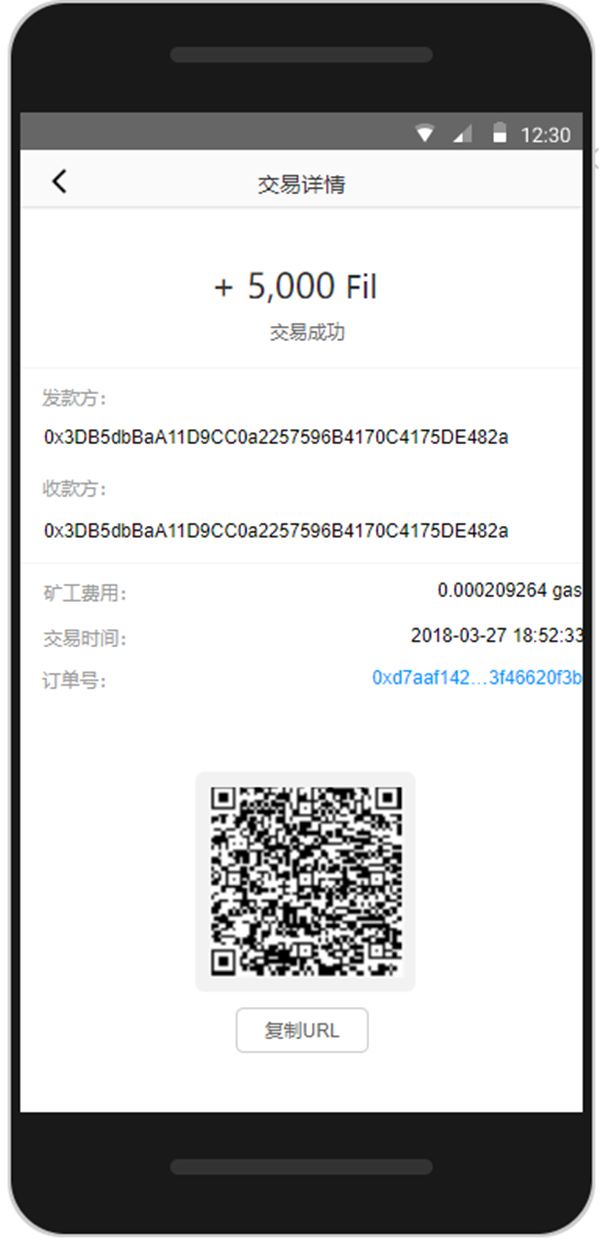 12:30
交易详情
+ 5,000 Fil
交易成功
发款方：
0x3DB5dbBaA11D9CC0a2257596B4170C4175DE482a
收款方：
0x3DB5dbBaA11D9CC0a2257596B4170C4175DE482a
矿工费用： 0.000209264 gas
交易时间： 2018-03-27 18:52:33
订单号： 0xd7aaf142...3f46620f3b
复制URL